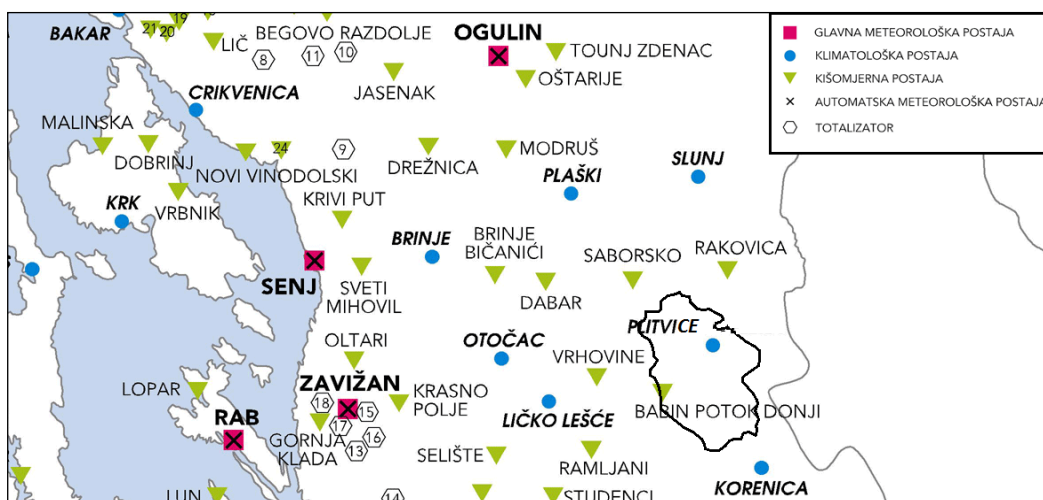 BAKAR
21
20
19
LIČ
BEGOVO RAZDOLJE
8
11
10
OGULIN
TOUNJ ZDENAC
OŠTARIJE
JASENAK
CRIKVENICA
GLAVNA METEOROLOŠKA POSTAJA
KLIMATOLOŠKA POSTAJA
KIŠOMJERNA POSTAJA
AUTOMATSKA METEOROLOŠKA POSTAJA
TOTALIZATOR
MALINSKA
DOBRINJ
24
9
NOVI VINODOLSKI
DREŽNICA
MODRUŠ
SLUNJ
PLAŠKI
KRK
VRBNIK
KRIVI PUT
BRINJE
BRINJE
BIČANIĆI
SABORSKO
RAKOVICA
SENJ
SVETI
MIHOVIL
DABAR
PLITVICE
OLTARI
OTOČAC
VRHOVINE
LOPAR
ZAVIŽAN
KRASNO
POLJE
18
15
17
16
13
LIČKO LEŠĆE
BABIN POTOK DONJI
RAB
GORNJA
KLADA
SELIŠTE
RAMLJANI
KORENICA
LUN
14
STUDENCI